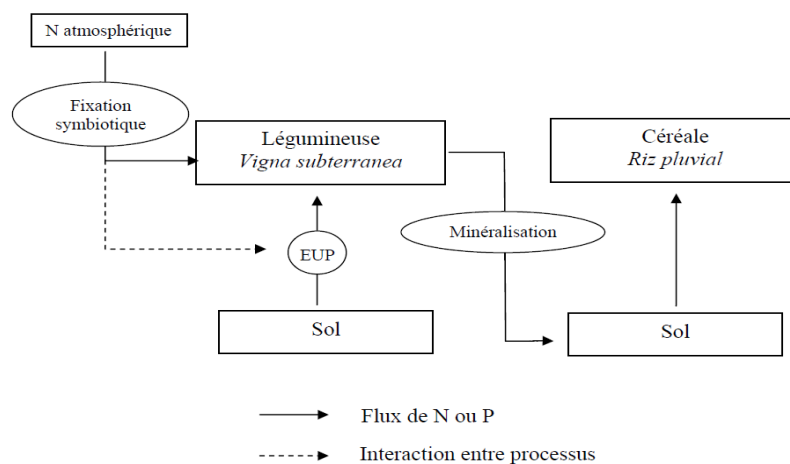 N atmosphérique
Fixation
symbiotique
Légumineuse
Vigna subterranea
Céréale
Riz pluvial
EUP
Minéralisation
Sol
Sol
Flux de N ou P
Interaction entre processus